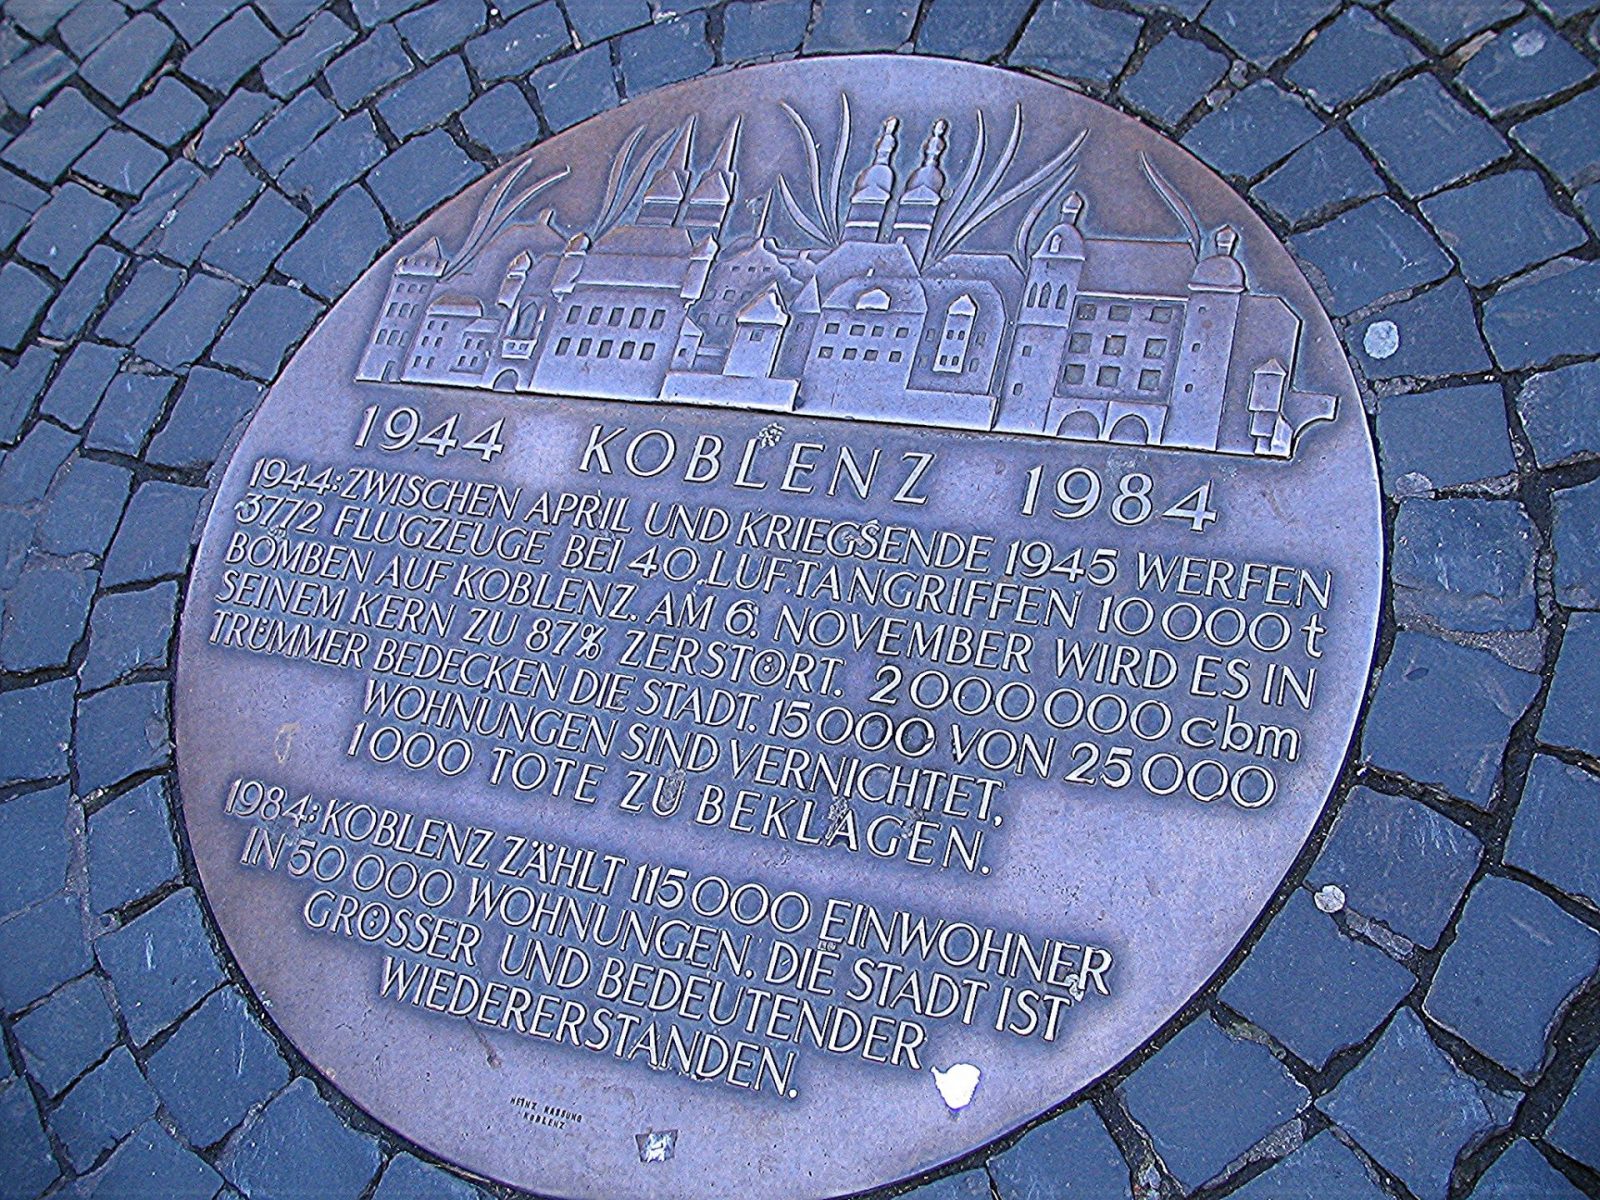 1944 KOBLENZ 1984
1944: ZWISCHEN APRIL UND KRIEGSENDE 1945 WERFEN
3772 FLUGZEUGE BEI 40 LUFTANGRIFFEN 10000 t
BOMBEN AUF KOBLENZ. AM 6. NOVEMBER WIRD ES IN
SEINEM KERN ZU 87% ZERSTÖRT. 2000000 cbm
TRÜMMER BEDECKEN DIE STADT. 15000 VON 25000
WOHNUNGEN SIND VERNICHTET,
1000 TOTE ZU BEKLAGEN.
1984: KOBLENZ ZÄHLT 115000 EINWOHNER
IN 50000 WOHNUNGEN. DIE STADT IST
GRÖSSER UND BEDEUTENDER
WIEDERERSTANDEN.
HEINZ KASSUNG
KOBLENZ